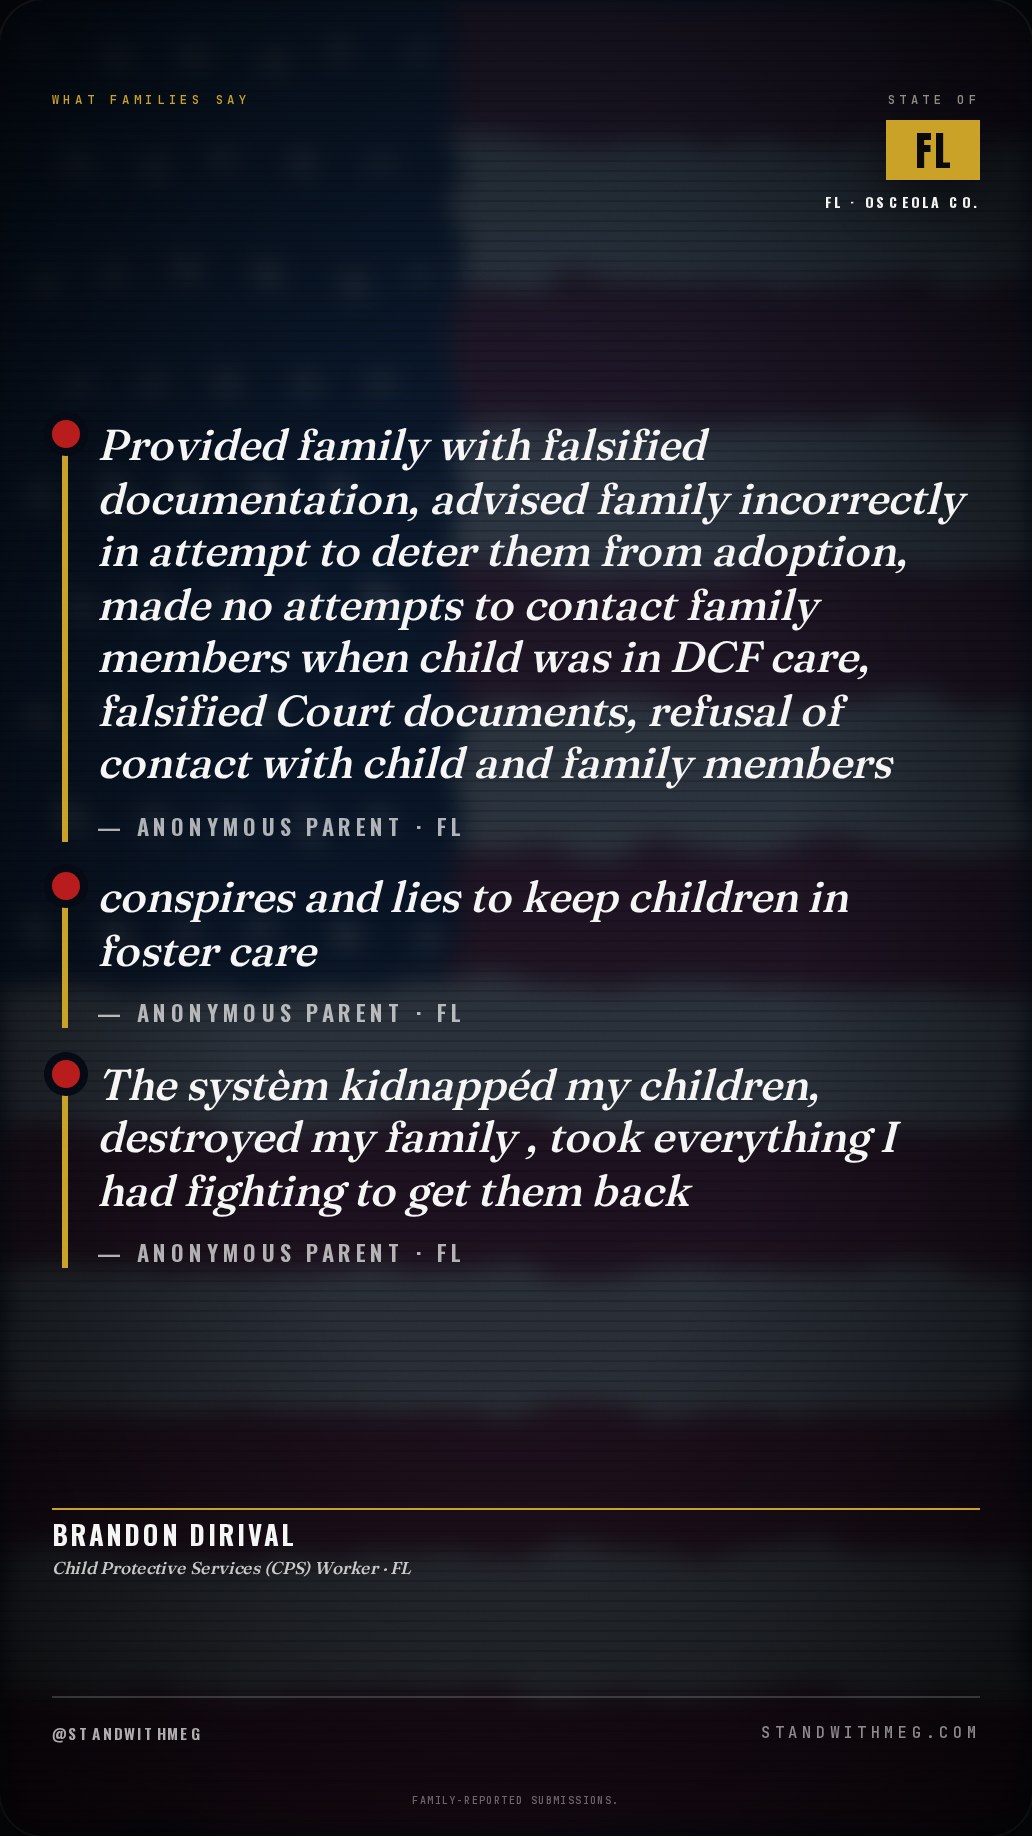 WHAT FAMILIES SAY
STATE OF
FL
FL · OSCEOLA CO.
Provided family with falsified
documentation, advised family incorrectly
in attempt to deter them from adoption,
made no attempts to contact family
members when child was in DCF care,
falsified Court documents, refusal of
contact with child and family members
— ANONYMOUS PARENT · FL
conspires and lies to keep children in
foster care
— ANONYMOUS PARENT · FL
The systèm kidnappéd my children,
destroyed my family , took everything I
had fighting to get them back
— ANONYMOUS PARENT · FL
BRANDON DIRIVAL
Child Protective Services (CPS) Worker · FL
@STANDWITHMEG
STANDWITHMEG.COM
FAMILY-REPORTED SUBMISSIONS.